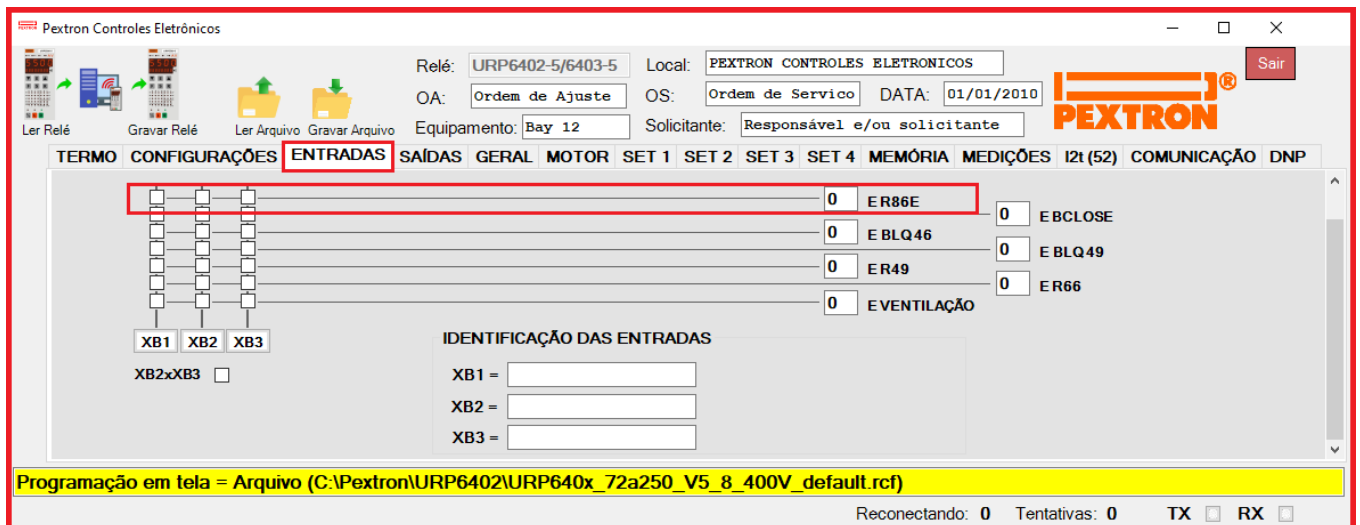 PEXTRON Pextron Controles Eletrônicos
Ler Relé Gravar Relé Ler Arquivo Gravar Arquivo
Relé: URP6402-5/6403-5 Local: PEXTRON CONTROLES ELETRONICOS
OA: Ordem de Ajuste OS: Ordem de Servico DATA: 01/01/2010
Equipamento: Bay 12 Solicitante: Responsável e/ou solicitante
PEXTRON ®
Sair
TERMO CONFIGURAÇÕES ENTRADAS SAÍDAS GERAL MOTOR SET 1 SET 2 SET 3 SET 4 MEMÓRIA MEDIÇÕES I2t (52) COMUNICAÇÃO DNP
0 E R86E
0 E BCLOSE
0 E BLQ46
0 E BLQ49
0 E R49
0 E R66
0 E VENTILAÇÃO
XB1 XB2 XB3
XB2xXB3
IDENTIFICAÇÃO DAS ENTRADAS
XB1 =
XB2 =
XB3 =
Programação em tela = Arquivo (C:\Pextron\URP6402\URP640x_72a250_V5_8_400V_default.rcf)
Reconectando: 0 Tentativas: 0 TX RX